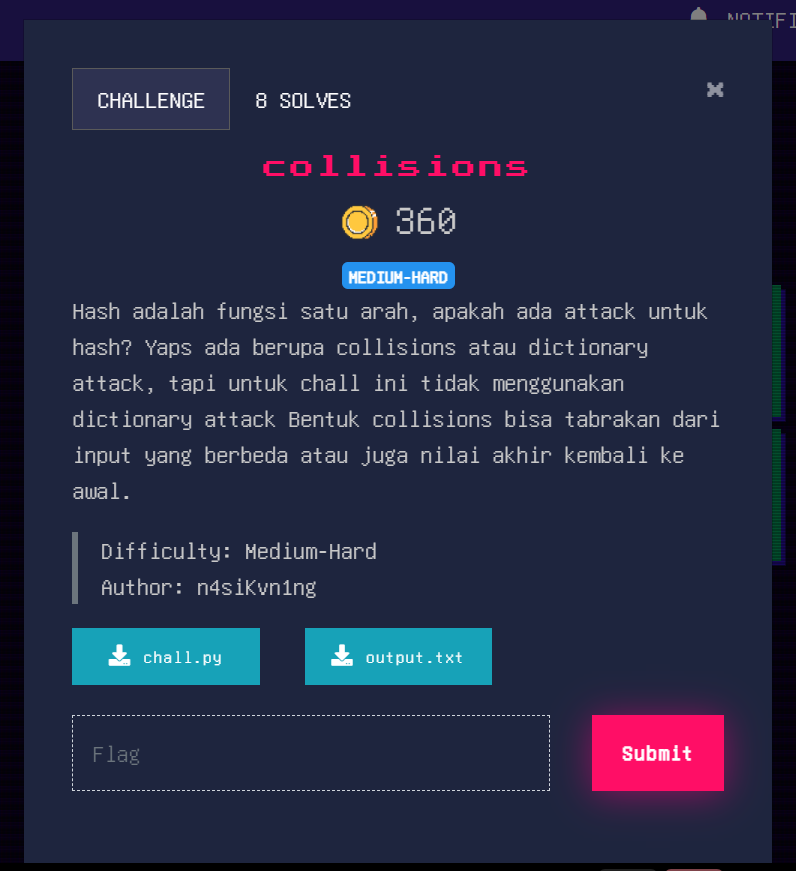 CHALLENGE
8 SOLVES
collisions
360
MEDIUM-HARD
Hash adalah fungsi satu arah, apakah ada attack untuk
hash? Yaps ada berupa collisions atau dictionary
attack, tapi untuk chall ini tidak menggunakan
dictionary attack Bentuk collisions bisa tabrakan dari
input yang berbeda atau juga nilai akhir kembali ke
awal.
Difficulty: Medium-Hard
Author: n4siKvn1ng
chall.py
output.txt
Flag
Submit